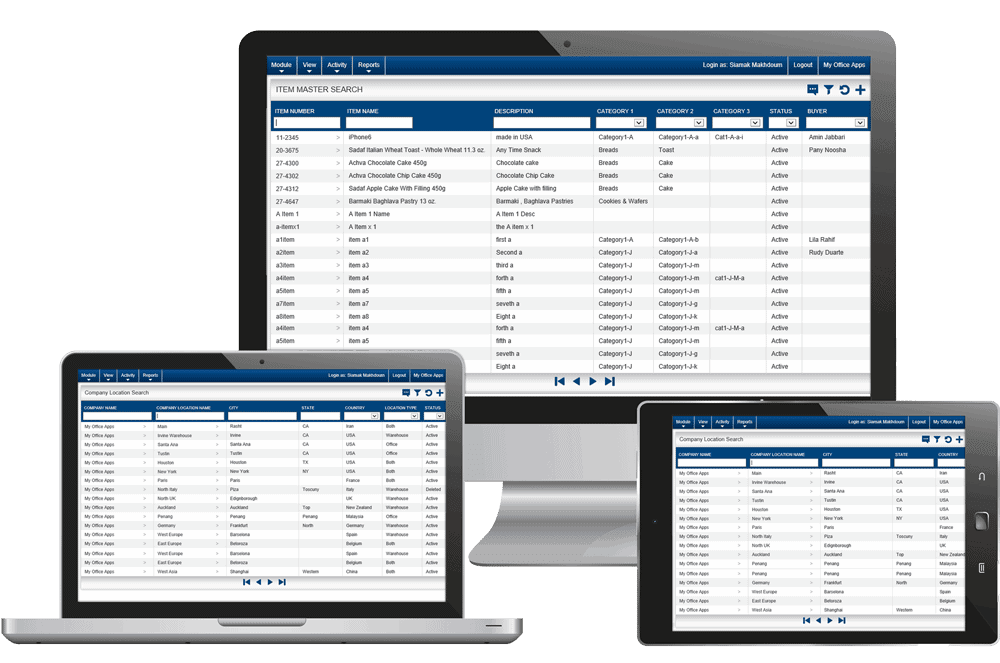 Module View Activity Reports Login as: Siamak Makhdoum Logout My Office Apps
ITEM MASTER SEARCH
ITEM NUMBER ITEM NAME DESCRIPTION CATEGORY 1 CATEGORY 2 CATEGORY 3 STATUS BUYER
11-2345 > iPhone6 made in USA Category1-A Category1-A-a Cat1-A-a-i Active Amin Jabbari
20-3675 > Sadaf Italian Wheat Toast - Whole Wheat 11.3 oz. Any Time Snack Breads Toast Active Pany Noosha
27-4300 > Achva Chocolate Cake 450g Chocolate cake Breads Cake Active
27-4302 > Achva Chocolate Chip Cake 450g Chocolate Chip Cake Breads Cake Active
27-4312 > Sadaf Apple Cake With Filling 450g Apple Cake with filling Breads Cake Active
27-4647 > Barmaki Baghlava Pastry 13 oz. Barmaki , Baghlava Pastries Cookies & Wafers Active
A Item 1 > A Item 1 Name A Item 1 Desc Active
a-itemx1 > A Item x 1 the A item x 1 Active
a1item > item a1 first a Category1-A Category1-A-b Active Lila Rahif
a2item > item a2 Second a Category1-J Category1-J-a Active Rudy Duarte
a3item > item a3 third a Category1-J Category1-J-m Active
a4item > item a4 forth a Category1-J Category1-J-m cat1-J-M-a Active
a5item > item a5 fifth a Category1-J Category1-J-m Active
a7item > item a7 seveth a Category1-J Category1-J-g Active
a8item > item a8 Eight a Category1-J Category1-J-k Active
a4item > item a4 forth a Category1-J Category1-J-m cat1-J-M-a Active
a5item > item a5 fifth a Category1-J Category1-J-m Active
seveth a Category1-J Category1-J-g Active
Eight a Category1-J Category1-J-k Active
Module View Activity Reports Login as: Siamak Makhdoum Logout My Office Apps
Company Location Search
COMPANY NAME COMPANY LOCATION NAME CITY STATE COUNTRY LOCATION TYPE STATUS
My Office Apps > Main > Rasht CA Iran Both Active
My Office Apps > Irvine Warehouse > Irvine CA USA Warehouse Active
My Office Apps > Santa Ana > Santa Ana CA USA Office Active
My Office Apps > Tustin > Tustin CA USA Office Active
My Office Apps > Houston > Houston TX USA Both Active
My Office Apps > New York > New York NY USA Both Active
My Office Apps > Paris > Paris France Both Active
My Office Apps > North Italy > Piza Toscuny Italy Warehouse Deleted
My Office Apps > North UK > Edginborough UK Warehouse Active
My Office Apps > Auckland > Auckland Top New Zealand Warehouse Active
My Office Apps > Penang > Penang Penang Malaysia Office Active
My Office Apps > Germany > Frankfurt North Germany Warehouse Active
My Office Apps > West Europe > Barcelona Spain Warehouse Active
My Office Apps > East Europe > Beloroza Belgium Both Active
My Office Apps > West Europe > Barcelona Spain Warehouse Active
My Office Apps > West Asia > Shanghai Western China Both Active
Module View Activity Reports Login as: Siamak Makhdoum Logout My Office Apps
Company Location Search
COMPANY NAME COMPANY LOCATION NAME CITY STATE COUNTRY
My Office Apps > Main > Rasht CA Iran
My Office Apps > Irvine Warehouse > Irvine CA USA
My Office Apps > Santa Ana > Santa Ana CA USA
My Office Apps > Tustin > Tustin CA USA
My Office Apps > Houston > Houston TX USA
My Office Apps > New York > New York NY USA
My Office Apps > Paris > Paris France
My Office Apps > North Italy > Piza Toscuny Italy
My Office Apps > North UK > Edginborough UK
My Office Apps > Auckland > Auckland Top New Zealand
My Office Apps > Penang > Penang Penang Malaysia
My Office Apps > Penang > Penang Penang Malaysia
My Office Apps > Germany > Frankfurt North Germany
My Office Apps > West Europe > Barcelona Spain
My Office Apps > East Europe > Beloroza Belgium
My Office Apps > West Asia > Shanghai Western China